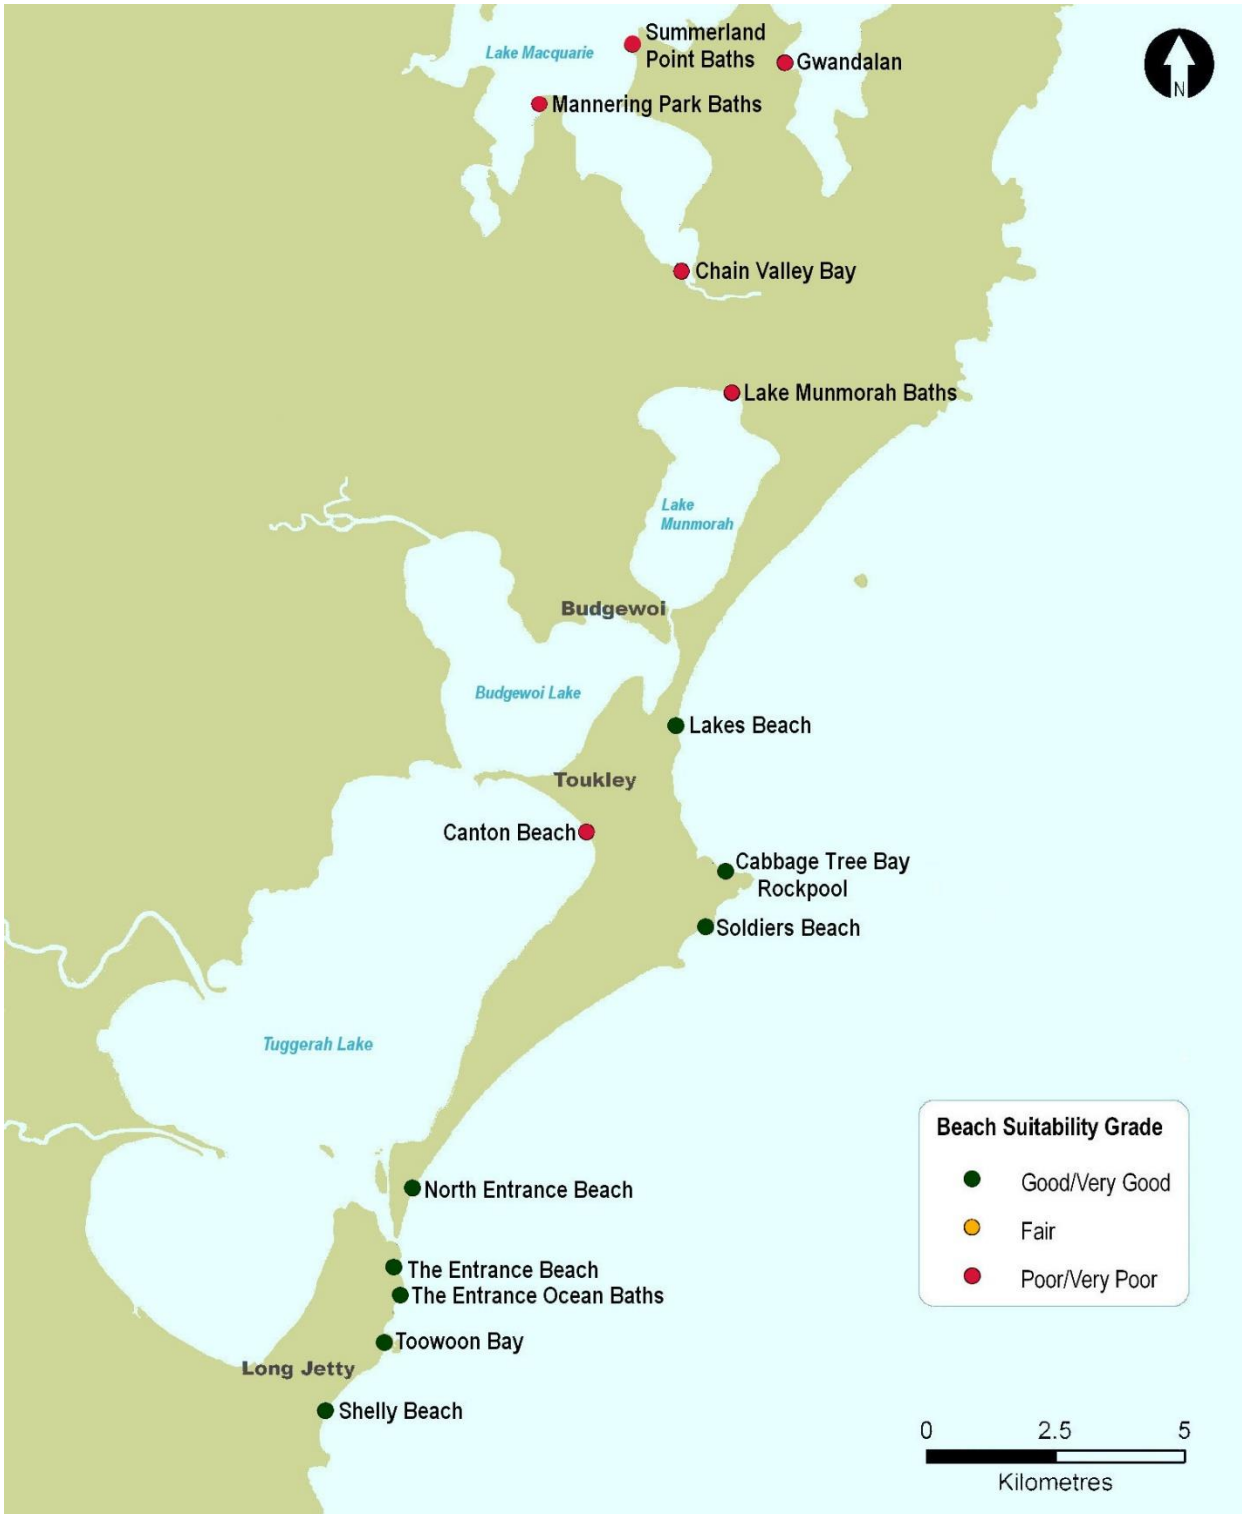 Summerland
Point Baths
Lake Macquarie
Gwandalan
N
Mannering Park Baths
Chain Valley Bay
Lake Munmorah Baths
Lake
Munmorah
Budgewoi
Budgewoi Lake
Lakes Beach
Toukley
Canton Beach
Cabbage Tree Bay
Rockpool
Soldiers Beach
Tuggerah Lake
North Entrance Beach
The Entrance Beach
The Entrance Ocean Baths
Toowoon Bay
Long Jetty
Shelly Beach
Beach Suitability Grade
Good/Very Good
Fair
Poor/Very Poor
0 2.5 5
Kilometres